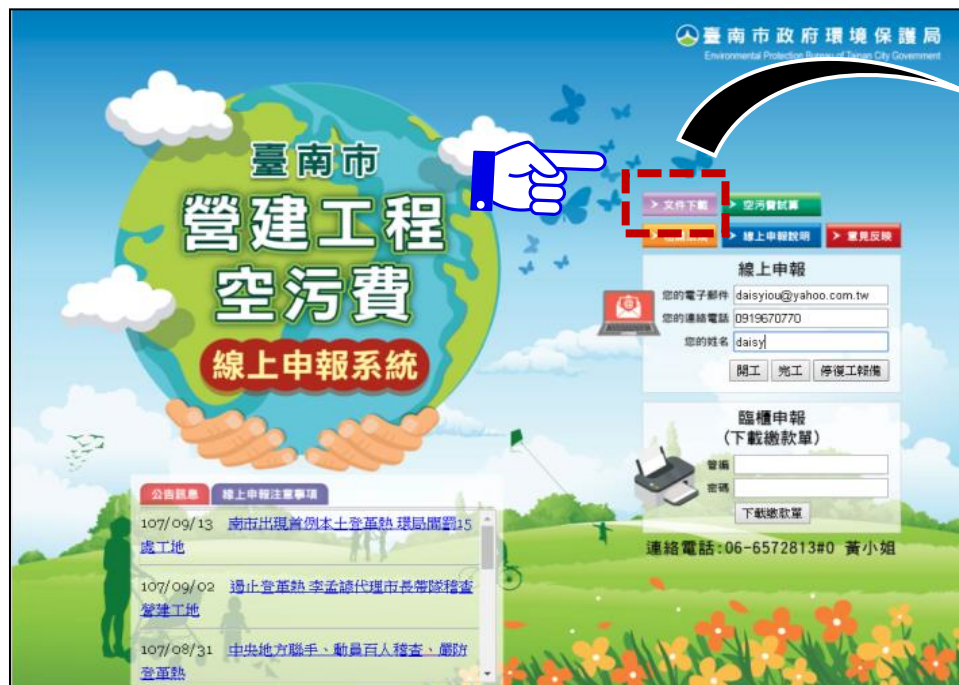 臺南市政府環境保護局
Environmental Protection Bureau of Tainan City Government
臺南市
營建工程
空污費
線上申報系統
> 文件下載
> 空污費試算
> 線上申報說明
> 意見反映
線上申報
您的電子郵件 daisyiou@yahoo.com.tw
您的連絡電話 0919670770
您的姓名 daisy
開工 完工 停復工報備
臨櫃申報
(下載繳款單)
管編
密碼
下載繳款單
連絡電話:06-6572813#0 黃小姐
公告訊息 線上申報注意事項
107/09/13 南市出現首例本土登革熱 環局開罰15
處工地
107/09/02 遏止登革熱 李孟諺代理市長帶隊稽查
營建工地
107/08/31 中央地方聯手、動員百人稽查、嚴防
登革熱